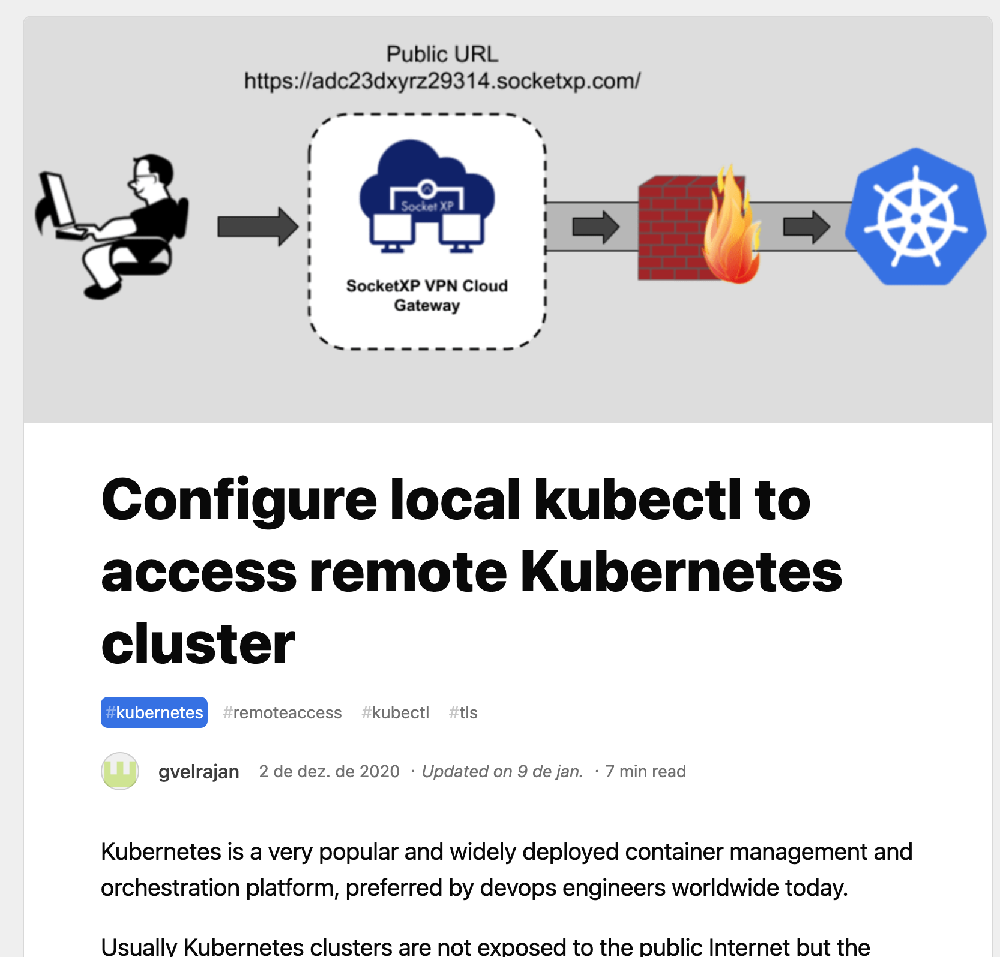 Public URL
https://adc23dxyrz29314.socketxp.com/
Socket XP
SocketXP VPN Cloud
Gateway
Configure local kubectl to
access remote Kubernetes
cluster
#kubernetes #remoteaccess #kubectl #tls
gvelrajan 2 de dez. de 2020 · Updated on 9 de jan. · 7 min read
Kubernetes is a very popular and widely deployed container management and
orchestration platform, preferred by devops engineers worldwide today.
Usually Kubernetes clusters are not exposed to the public Internet but the